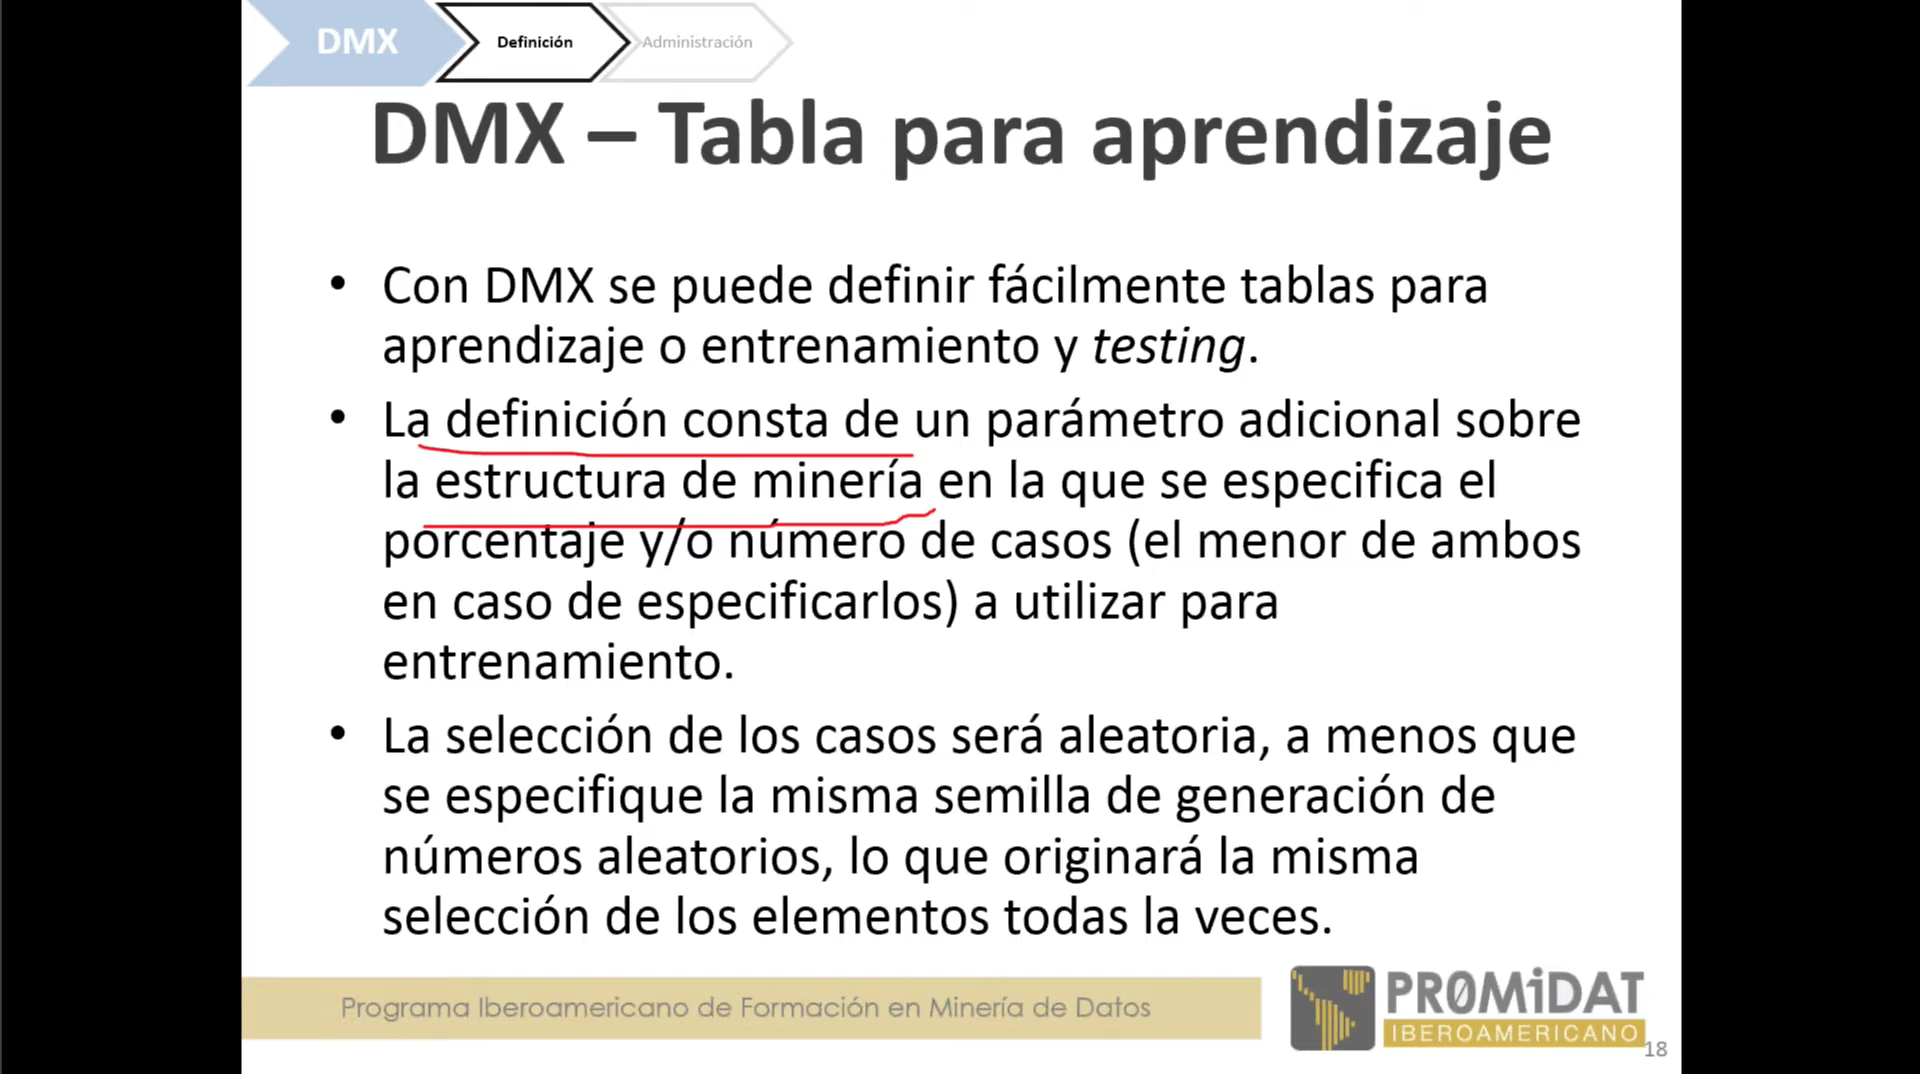 DMX
Definición
Administración
DMX – Tabla para aprendizaje
• Con DMX se puede definir fácilmente tablas para
aprendizaje o entrenamiento y testing.
• La definición consta de un parámetro adicional sobre
la estructura de minería en la que se especifica el
porcentaje y/o número de casos (el menor de ambos
en caso de especificarlos) a utilizar para
entrenamiento.
• La selección de los casos será aleatoria, a menos que
se especifique la misma semilla de generación de
números aleatorios, lo que originará la misma
selección de los elementos todas la veces.
Programa Iberoamericano de Formación en Minería de Datos
PR0MiDAT
IBEROAMERICANO
18